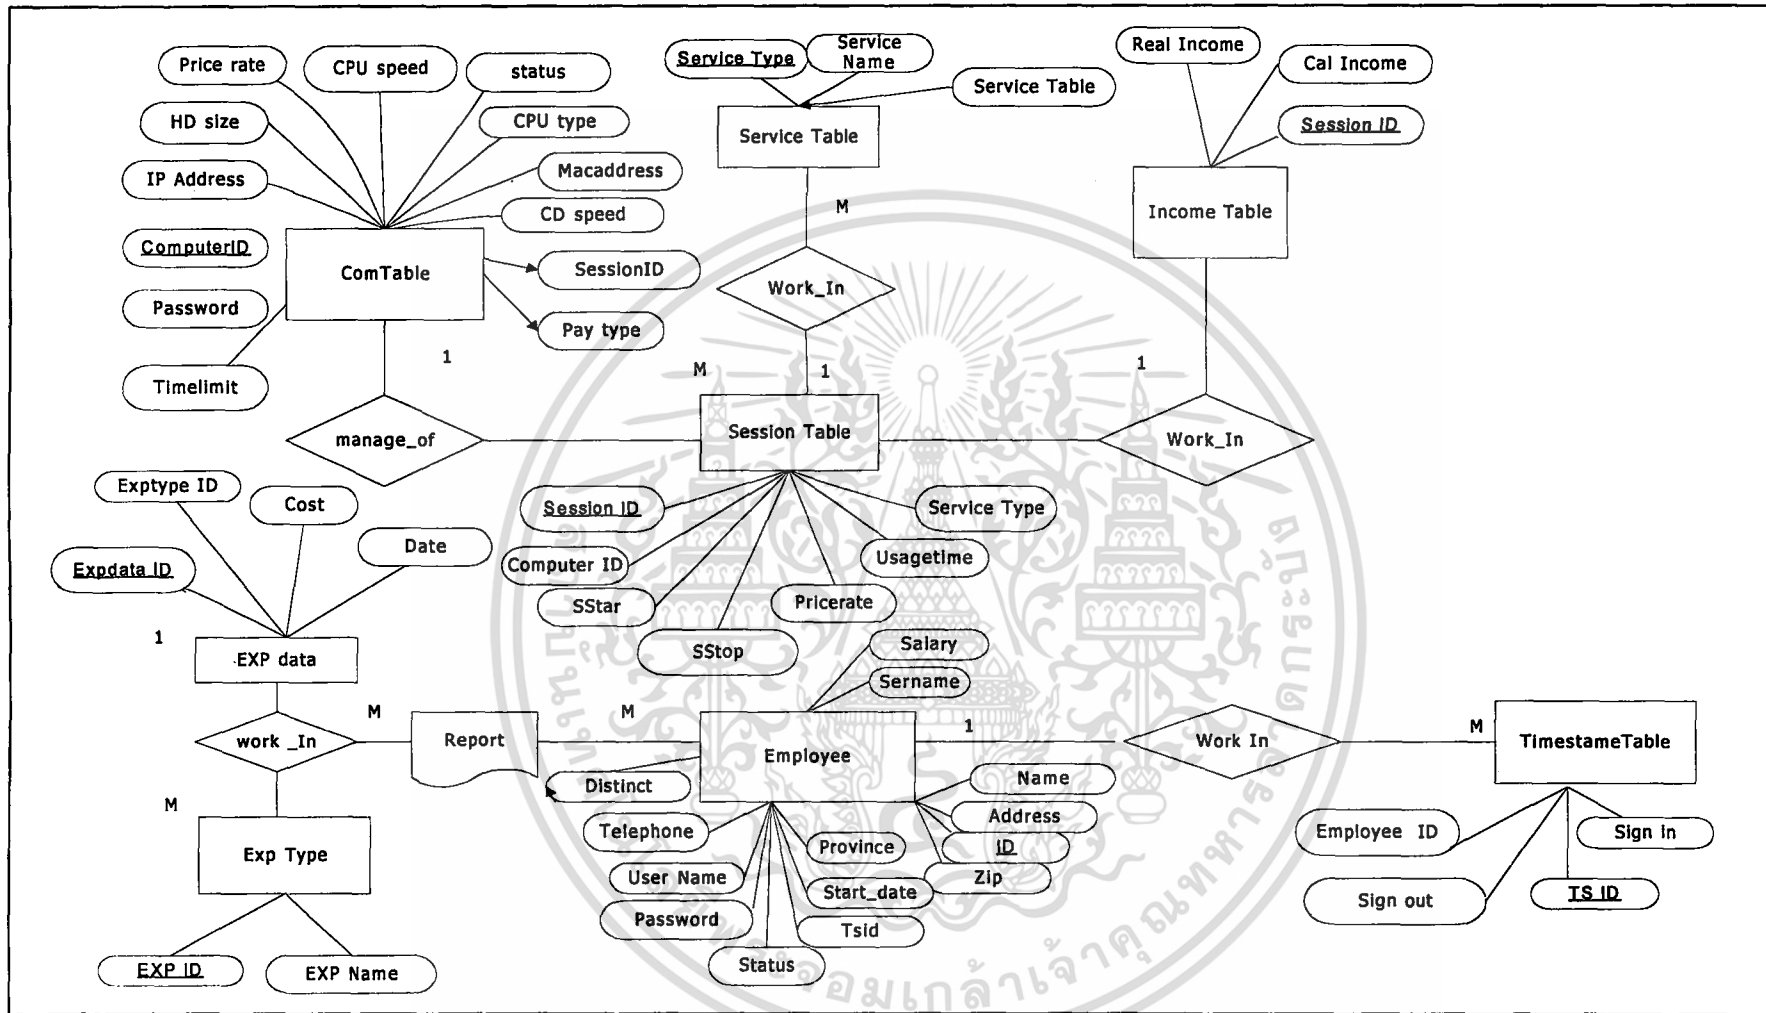 Price rate
CPU speed
status
HD size
CPU type
IP Address
Macaddress
CD speed
ComputerID
ComTable
SessionID
Password
Pay type
Timelimit
1
manage_of
Service Type
Service
Name
Service Table
Service Table
M
Work_In
M
1
Real Income
Cal Income
Session ID
Income Table
1
Work_In
Session Table
Session ID
Service Type
Computer ID
Usagetime
SStar
Pricerate
SStop
Exptype ID
Cost
Date
Expdata ID
1
EXP data
work _In
M
Report
M
M
Exp Type
EXP ID
EXP Name
Salary
Sername
Employee
1
Work In
M
TimestameTable
Distinct
Name
Telephone
Address
Province
ID
User Name
Zip
Start_date
Password
Tsid
Status
Employee ID
Sign in
Sign out
TS ID